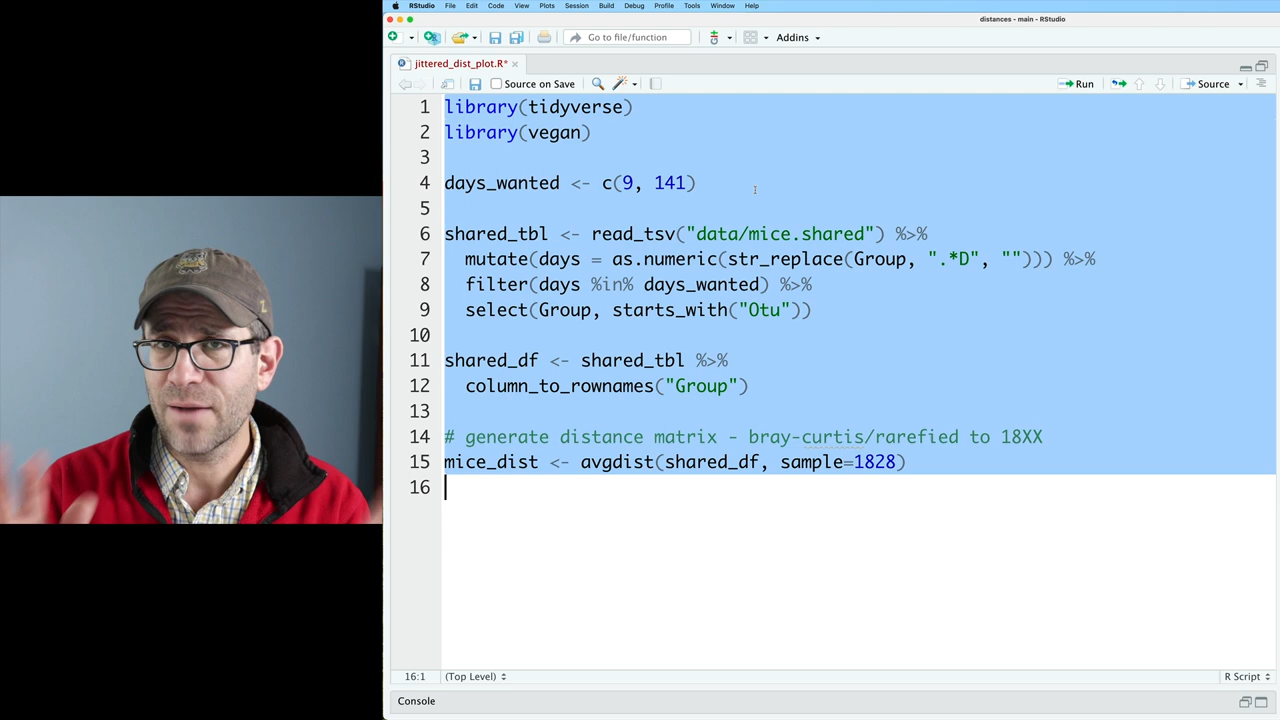 RStudio File Edit Code View Plots Session Build Debug Profile Tools Window Help
distances - main - RStudio
Go to file/function Addins
jittered_dist_plot.R*
Source on Save Run Source
1 library(tidyverse)
2 library(vegan)
3
4 days_wanted <- c(9, 141)
5
6 shared_tbl <- read_tsv("data/mice.shared") %>%
7 mutate(days = as.numeric(str_replace(Group, ".*D", ""))) %>%
8 filter(days %in% days_wanted) %>%
9 select(Group, starts_with("Otu"))
10
11 shared_df <- shared_tbl %>%
12 column_to_rownames("Group")
13
14 # generate distance matrix - bray-curtis/rarefied to 18XX
15 mice_dist <- avgdist(shared_df, sample=1828)
16
16:1 (Top Level) R Script
Console